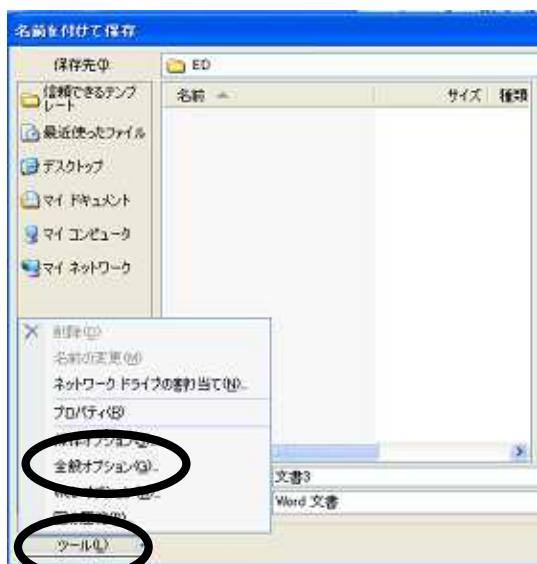 名前を付けて保存
保存先(I):
ED
信頼できるテンプレート
最近使ったファイル
デスクトップ
マイ ドキュメント
マイ コンピュータ
マイ ネットワーク
名前
サイズ
種類
削除(D)
名前の変更(M)
ネットワーク ドライブの割り当て(N)...
プロパティ(R)
全般オプション(G)...
ツール(L)
文書3
Word 文書